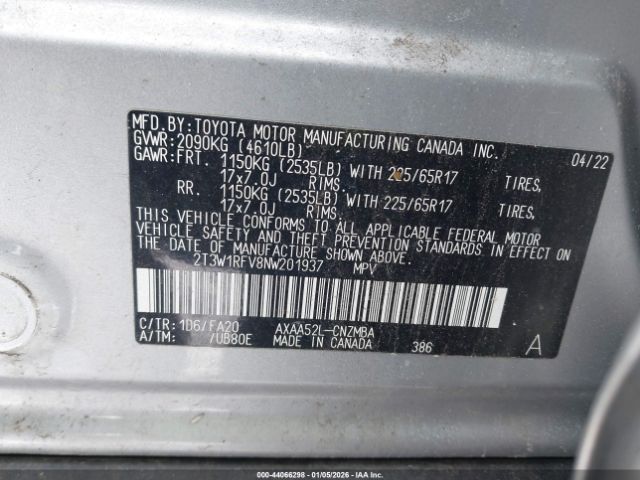 MFD. BY: TOYOTA MOTOR MANUFACTURING CANADA INC. 04/22
GVWR: 2090KG (4610LB)
GAWR: FRT. 1150KG (2535LB) WITH 225/65R17 TIRES,
17x7.0J RIMS,
RR. 1150KG (2535LB) WITH 225/65R17 TIRES,
17x7.0J RIMS,
THIS VEHICLE CONFORMS TO ALL APPLICABLE FEDERAL MOTOR
VEHICLE SAFETY AND THEFT PREVENTION STANDARDS IN EFFECT ON
THE DATE OF MANUFACTURE SHOWN ABOVE.
2T3W1RFV8NW201937 MPV
C/TR: 1D6/FA20 AXAA52L-CNZMBA
A/TM: /UB80E MADE IN CANADA 386 A
000-44066298 - 01/05/2026 - IAAI.CA